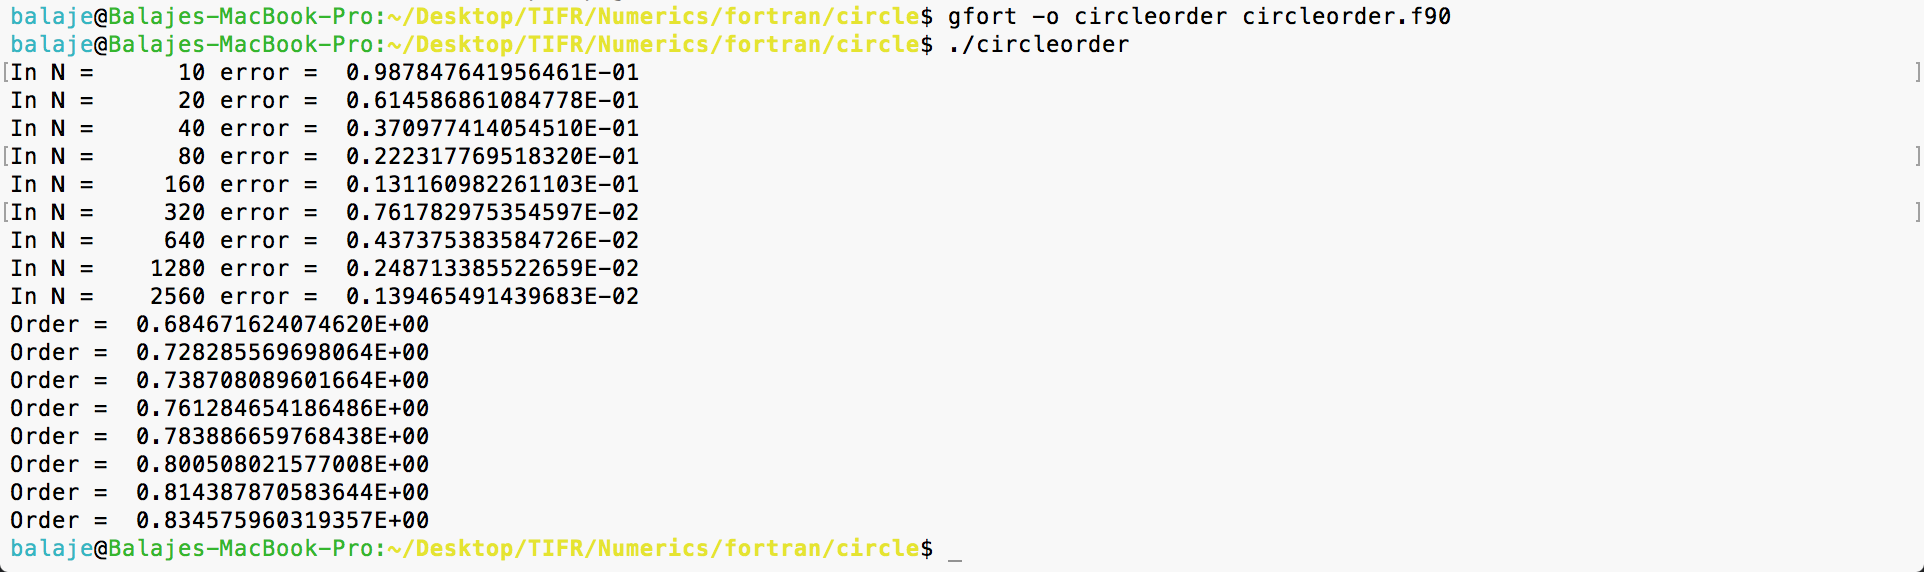 balaje@Balajes-MacBook-Pro:~/Desktop/TIFR/Numerics/fortran/circle$ gfort -o circleorder circleorder.f90
balaje@Balajes-MacBook-Pro:~/Desktop/TIFR/Numerics/fortran/circle$ ./circleorder
[In N =      10 error =  0.987847641956461E-01 ]
In N =      20 error =  0.614586861084778E-01
In N =      40 error =  0.370977414054510E-01
[In N =      80 error =  0.222317769518320E-01 ]
In N =     160 error =  0.131160982261103E-01
[In N =     320 error =  0.761782975354597E-02 ]
In N =     640 error =  0.437375383584726E-02
In N =    1280 error =  0.248713385522659E-02
In N =    2560 error =  0.139465491439683E-02
Order =  0.684671624074620E+00
Order =  0.728285569698064E+00
Order =  0.738708089601664E+00
Order =  0.761284654186486E+00
Order =  0.783886659768438E+00
Order =  0.800508021577008E+00
Order =  0.814387870583644E+00
Order =  0.834575960319357E+00
balaje@Balajes-MacBook-Pro:~/Desktop/TIFR/Numerics/fortran/circle$ _